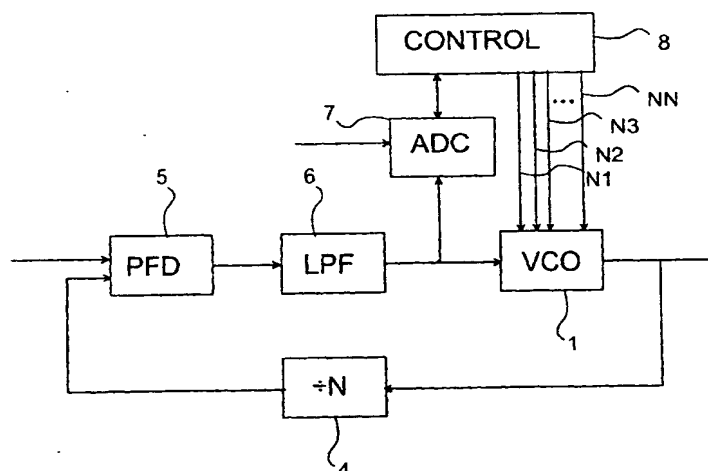 CONTROL
8
...
NN
7
N3
ADC
N2
N1
5
6
PFD
LPF
VCO
1
÷N
4